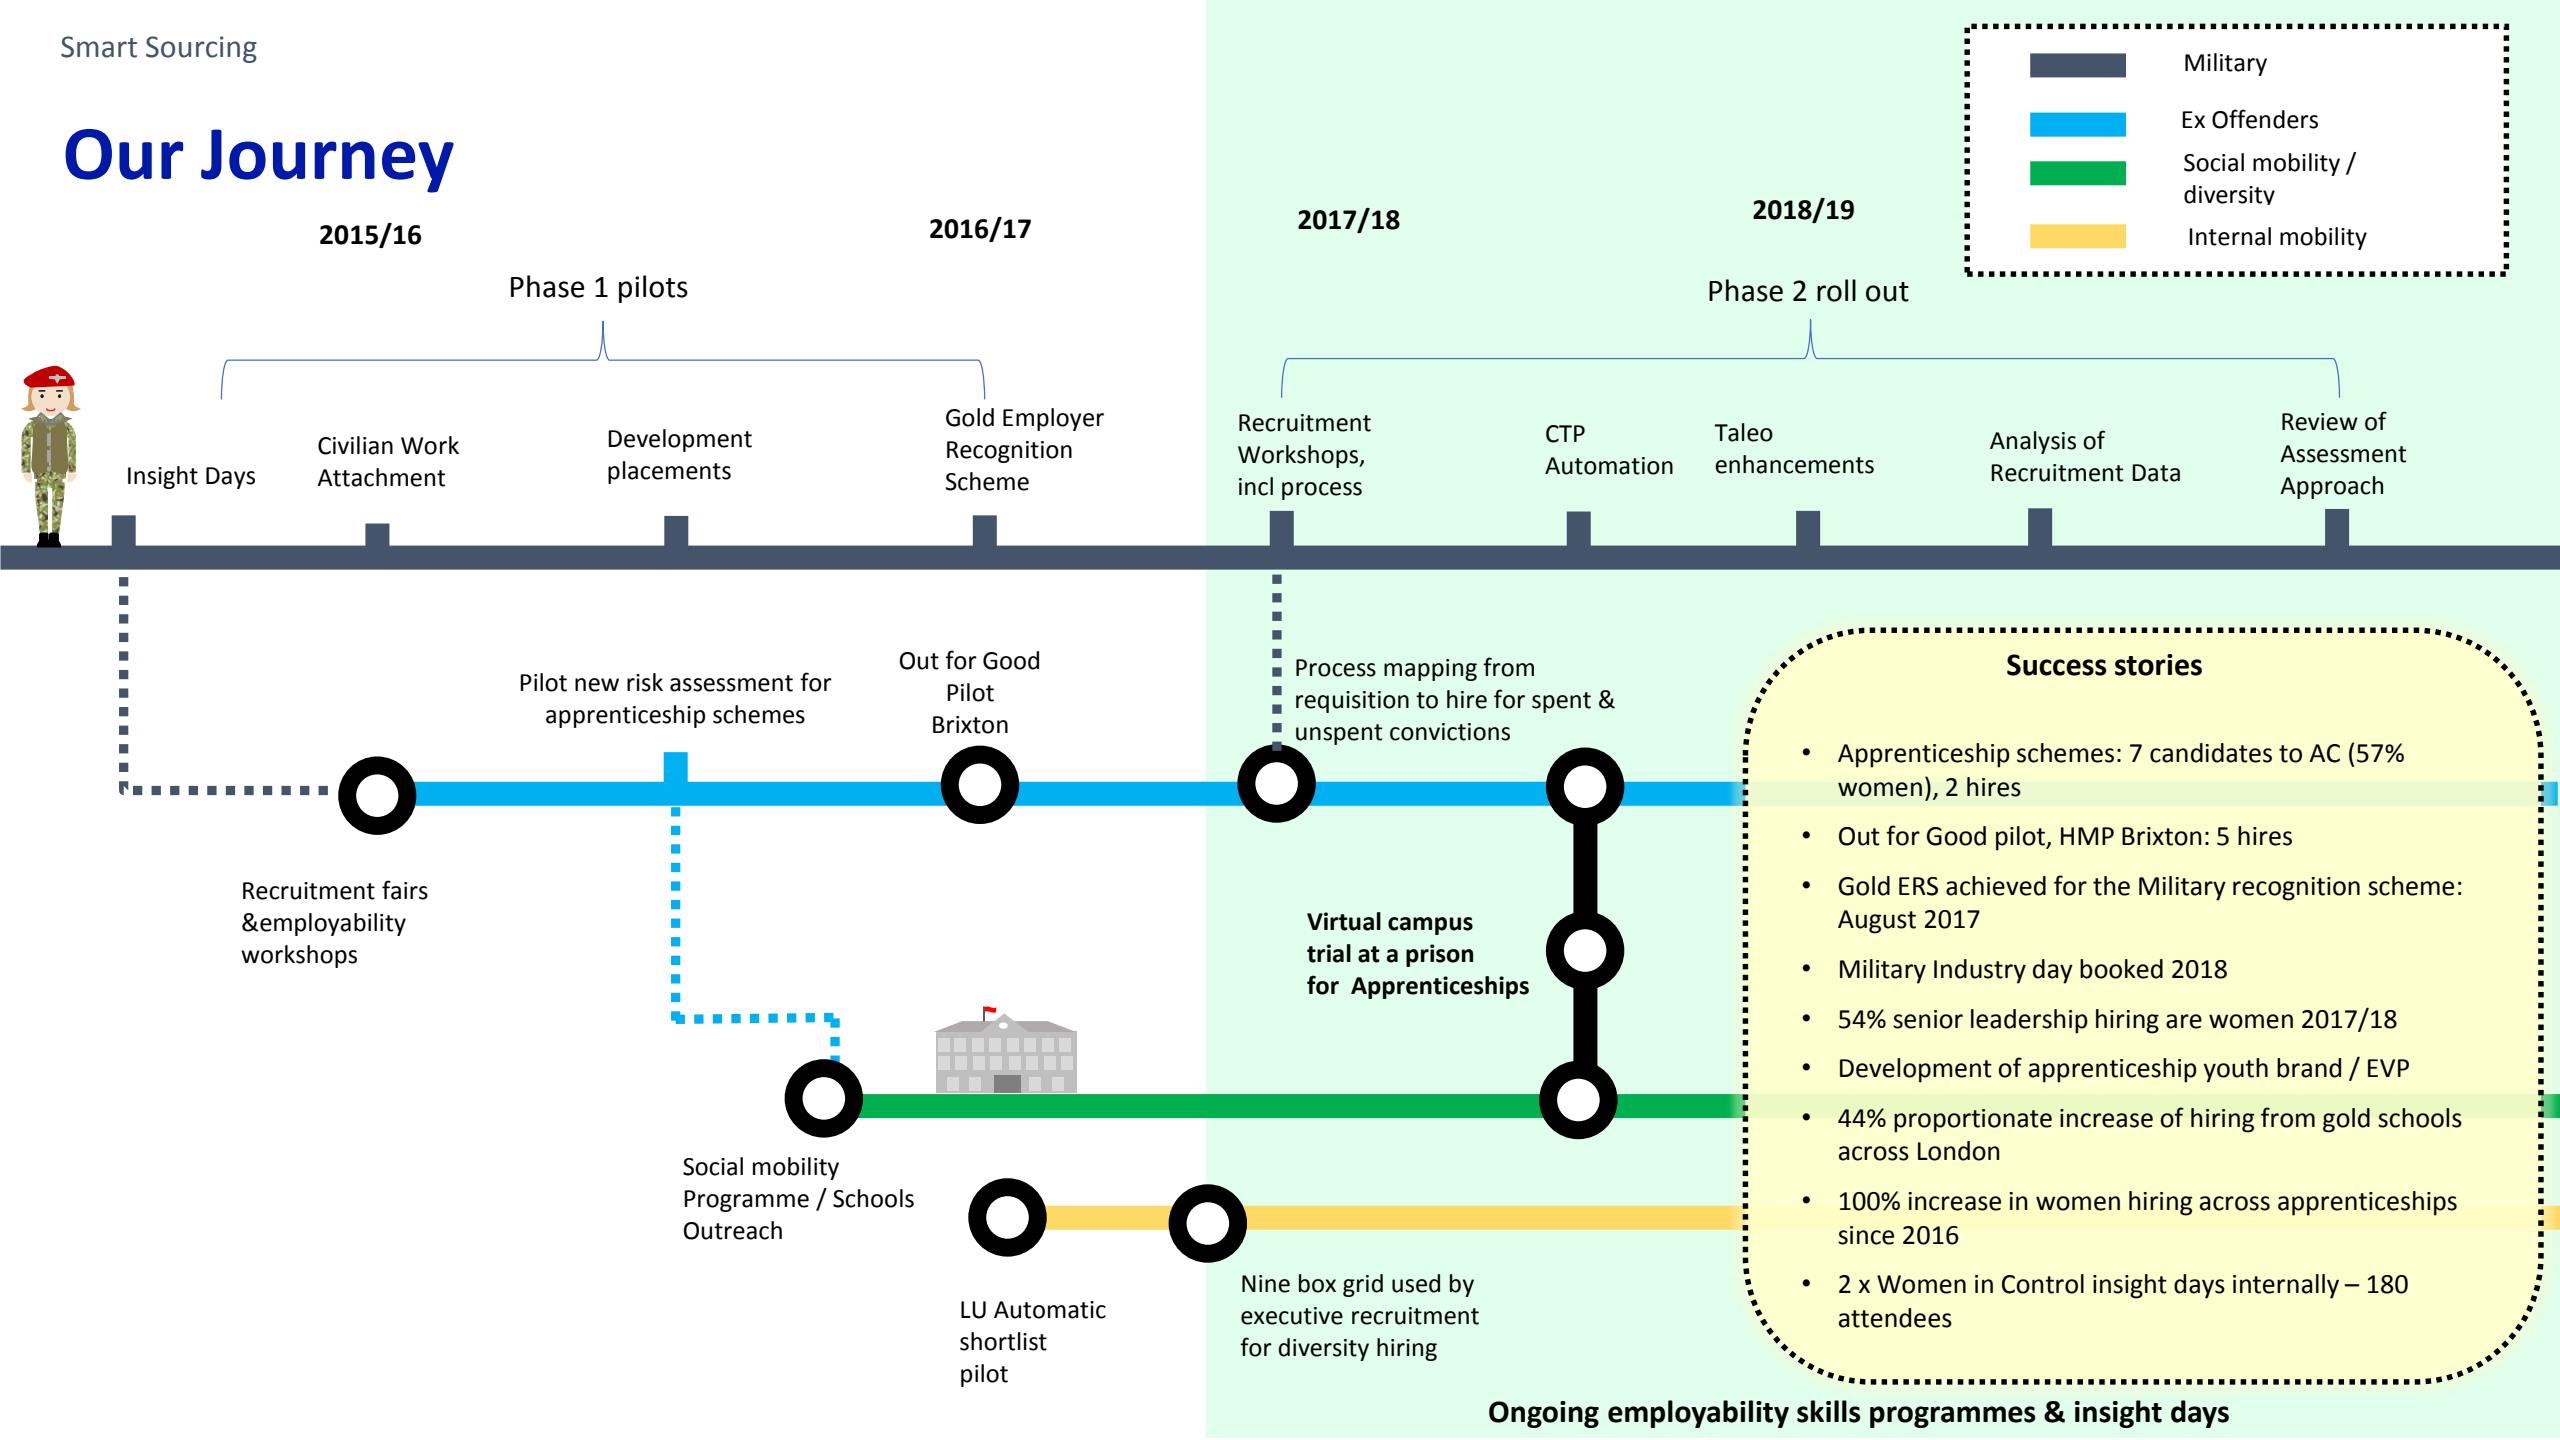 Smart Sourcing
Our Journey
Military
Ex Offenders
Social mobility /
diversity
Internal mobility
2015/16
2016/17
2017/18
2018/19
Phase 1 pilots
Phase 2 roll out
Insight Days
Civilian Work
Attachment
Development
placements
Gold Employer
Recognition
Scheme
Recruitment
Workshops,
incl process
CTP
Automation
Taleo
enhancements
Analysis of
Recruitment Data
Review of
Assessment
Approach
Recruitment fairs
&employability
workshops
Pilot new risk assessment for
apprenticeship schemes
Out for Good
Pilot
Brixton
Process mapping from
requisition to hire for spent &
unspent convictions
Virtual campus
trial at a prison
for Apprenticeships
Social mobility
Programme / Schools
Outreach
LU Automatic
shortlist
pilot
Nine box grid used by
executive recruitment
for diversity hiring
Success stories
• Apprenticeship schemes: 7 candidates to AC (57%
women), 2 hires
• Out for Good pilot, HMP Brixton: 5 hires
• Gold ERS achieved for the Military recognition scheme:
August 2017
• Military Industry day booked 2018
• 54% senior leadership hiring are women 2017/18
• Development of apprenticeship youth brand / EVP
• 44% proportionate increase of hiring from gold schools
across London
• 100% increase in women hiring across apprenticeships
since 2016
• 2 x Women in Control insight days internally – 180
attendees
Ongoing employability skills programmes & insight days